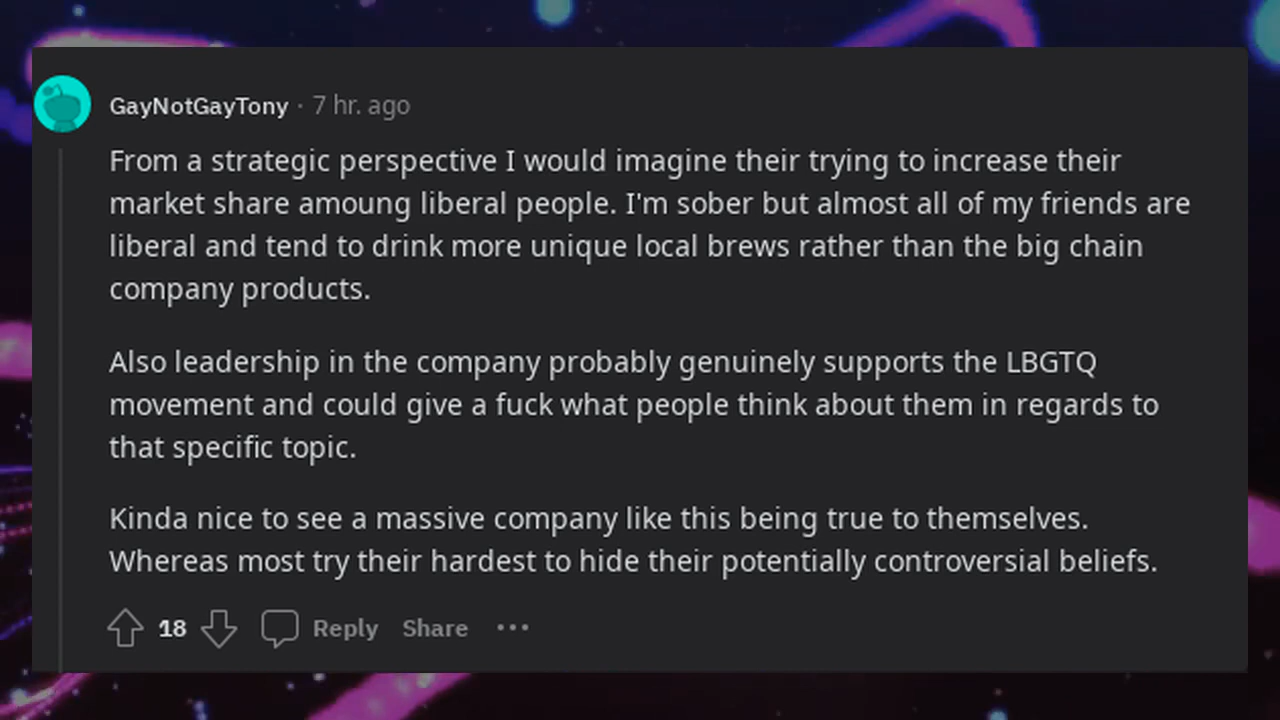 GayNotGayTony · 7 hr. ago
From a strategic perspective I would imagine their trying to increase their
market share amoung liberal people. I'm sober but almost all of my friends are
liberal and tend to drink more unique local brews rather than the big chain
company products.
Also leadership in the company probably genuinely supports the LBGTQ
movement and could give a fuck what people think about them in regards to
that specific topic.
Kinda nice to see a massive company like this being true to themselves.
Whereas most try their hardest to hide their potentially controversial beliefs.
18 Reply Share ···